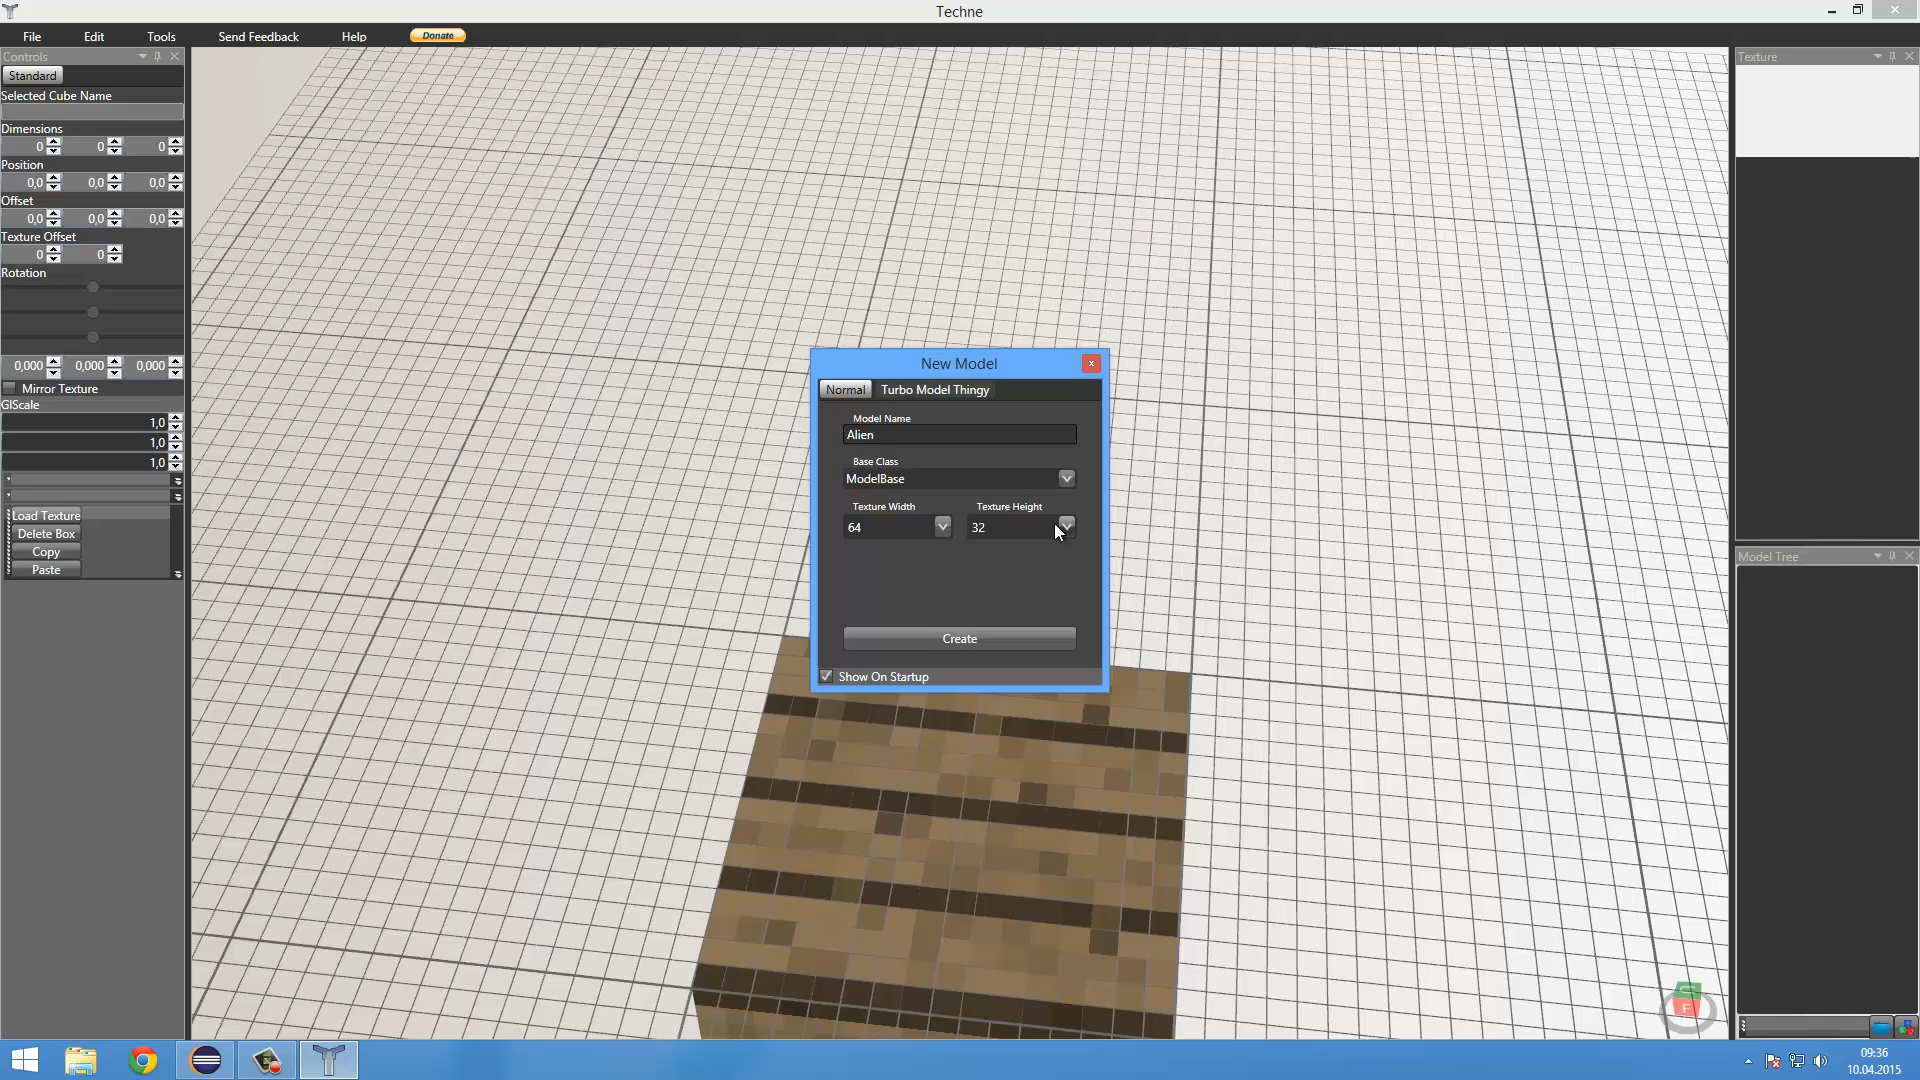 Techne
File Edit Tools Send Feedback Help Donate
Controls
Standard
Selected Cube Name
Dimensions
0 0 0
Position
0,0 0,0 0,0
Offset
0,0 0,0 0,0
Texture Offset
0 0
Rotation
0,000 0,000 0,000
Mirror Texture
GlScale
1,0
1,0
1,0
Load Texture
Delete Box
Copy
Paste
New Model
x
Normal Turbo Model Thingy
Model Name
Alien
Base Class
ModelBase
Texture Width Texture Height
64 32
Create
Show On Startup
Texture
Model Tree
F
09:36
10.04.2015